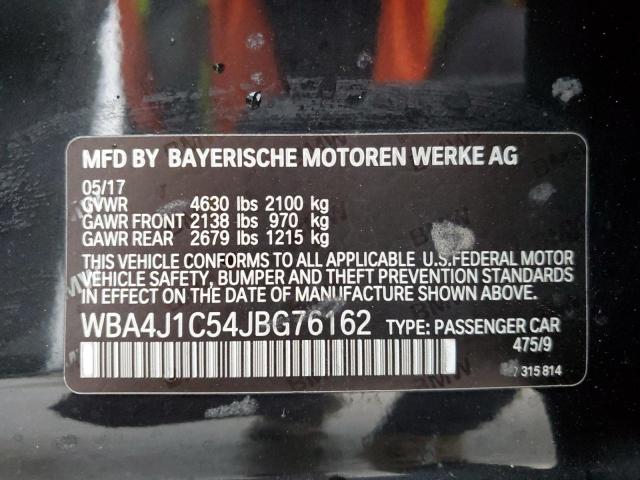 MFD BY BAYERISCHE MOTOREN WERKE AG
05/17
GVWR 4630 lbs 2100 kg
GAWR FRONT 2138 lbs 970 kg
GAWR REAR 2679 lbs 1215 kg
THIS VEHICLE CONFORMS TO ALL APPLICABLE U.S.FEDERAL MOTOR
VEHICLE SAFETY, BUMPER AND THEFT PREVENTION STANDARDS
IN EFFECT ON THE DATE OF MANUFACTURE SHOWN ABOVE.
WBA4J1C54JBG76162 TYPE: PASSENGER CAR
475/9
315 814